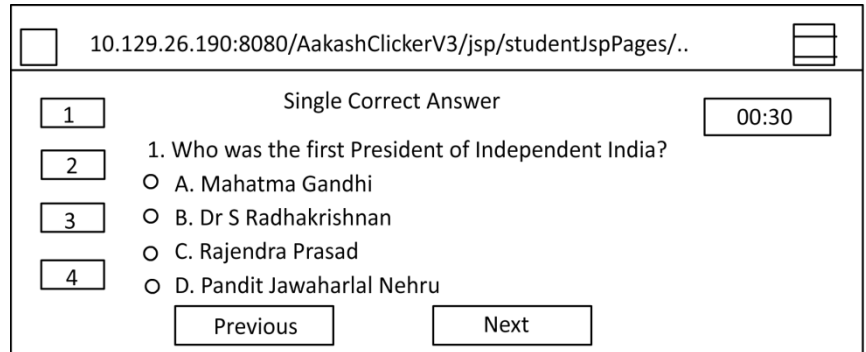 10.129.26.190:8080/AakashClickerV3/jsp/studentJspPages/..
Single Correct Answer
00:30
1
2
3
4
1. Who was the first President of Independent India?
A. Mahatma Gandhi
B. Dr S Radhakrishnan
C. Rajendra Prasad
D. Pandit Jawaharlal Nehru
Previous
Next